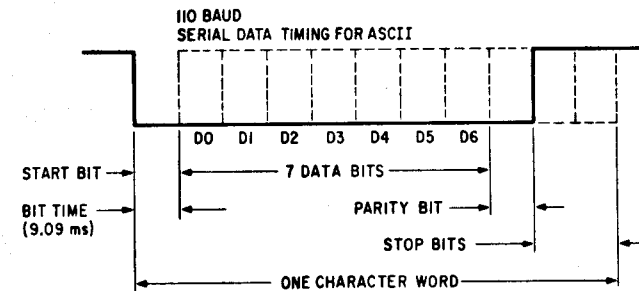 110 BAUD
SERIAL DATA TIMING FOR ASCII
D0 D1 D2 D3 D4 D5 D6
START BIT
7 DATA BITS
BIT TIME
(9.09 ms)
PARITY BIT
STOP BITS
ONE CHARACTER WORD